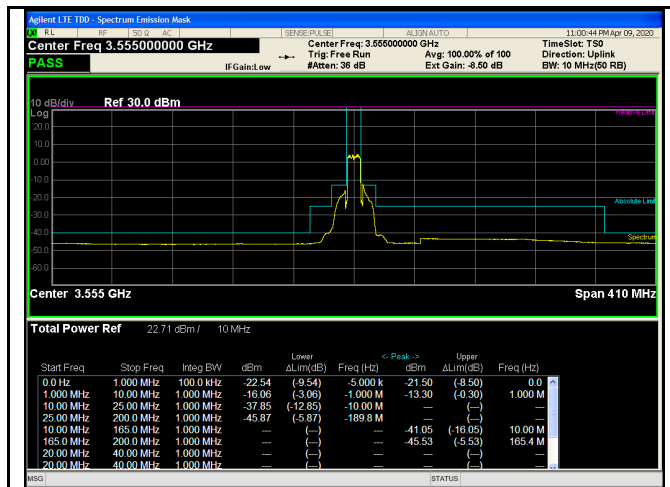 Agilent LTE TDD - Spectrum Emission Mask
LXI RL RF 50 Ω AC SENSE:PULSE ALIGN AUTO 11:00:44 PM Apr 09, 2020
Center Freq 3.555000000 GHz Center Freq: 3.555000000 GHz TimeSlot: TS0
Trig: Free Run Avg: 100.00% of 100 Direction: Uplink
PASS IFGain:Low #Atten: 36 dB Ext Gain: -8.50 dB BW: 10 MHz(50 RB)
10 dB/div Ref 30.0 dBm
Log
Relative Limit
20.0
10.0
0.00
-10.0
-20.0
Absolute Limit
-30.0
-40.0
Spectrum
-50.0
-60.0
Center 3.555 GHz Span 410 MHz
Total Power Ref 22.71 dBm / 10 MHz
Lower <- Peak -> Upper
Start Freq Stop Freq Integ BW dBm ΔLim(dB) Freq (Hz) dBm ΔLim(dB) Freq (Hz)
0.0 Hz 1.000 MHz 100.0 kHz -22.54 (-9.54) -5.000 k -21.50 (-8.50) 0.0
1.000 MHz 10.00 MHz 1.000 MHz -16.06 (-3.06) -1.000 M -13.30 (-0.30) 1.000 M
10.00 MHz 25.00 MHz 1.000 MHz -37.85 (-12.85) -10.00 M --- (---) ---
25.00 MHz 200.0 MHz 1.000 MHz -45.87 (-5.87) -189.8 M --- (---) ---
10.00 MHz 165.0 MHz 1.000 MHz --- (---) --- -41.05 (-16.05) 10.00 M
165.0 MHz 200.0 MHz 1.000 MHz --- (---) --- -45.53 (-5.53) 165.4 M
20.00 MHz 40.00 MHz 1.000 MHz --- (---) --- --- (---) ---
20.00 MHz 40.00 MHz 1.000 MHz --- (---) --- --- (---) ---
MSG STATUS